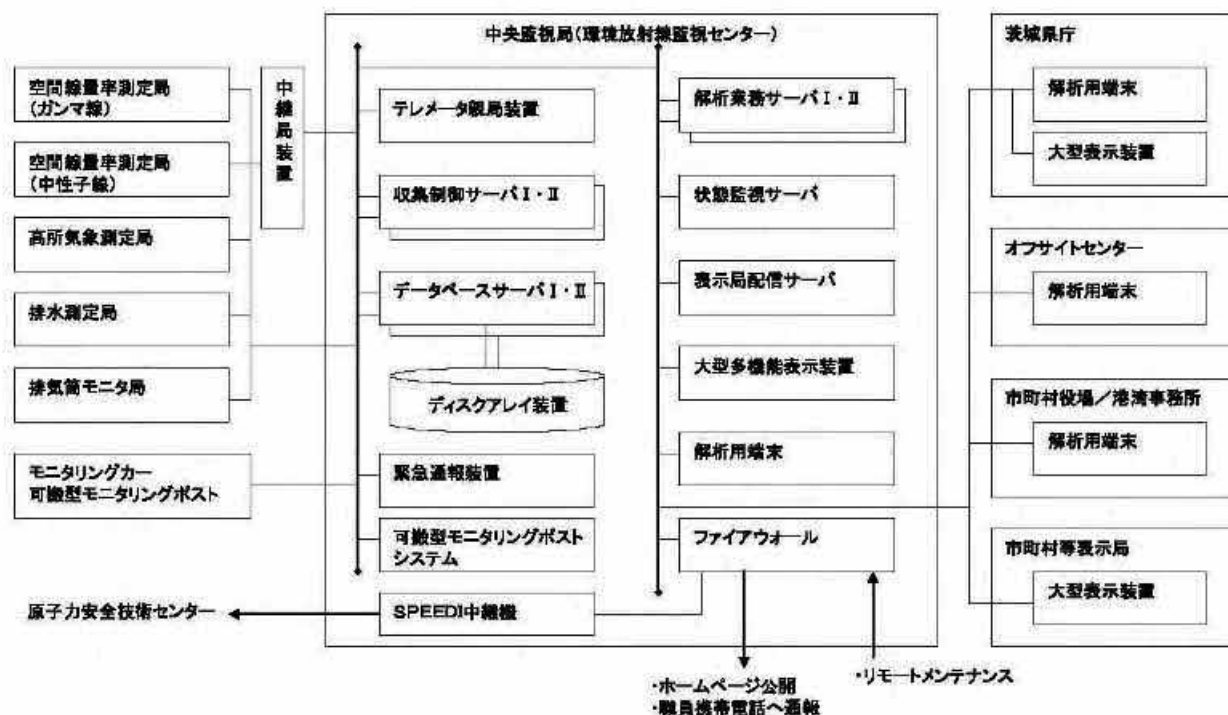 中央監視局(環境放射線監視センター)
空間線量率測定局
(ガンマ線)
空間線量率測定局
(中性子線)
高所気象測定局
排水測定局
排気筒モニタ局
モニタリングカー
可搬型モニタリングポスト
中継局装置
テレメータ親局装置
収集制御サーバⅠ・Ⅱ
データベースサーバⅠ・Ⅱ
ディスクアレイ装置
緊急通報装置
可搬型モニタリングポスト
システム
SPEEDI中継機
原子力安全技術センター
解析業務サーバⅠ・Ⅱ
状態監視サーバ
表示局配信サーバ
大型多機能表示装置
解析用端末
ファイアウォール
・ホームページ公開
・職員携帯電話へ通報
・リモートメンテナンス
茨城県庁
解析用端末
大型表示装置
オフサイトセンター
解析用端末
市町村役場/港湾事務所
解析用端末
市町村等表示局
大型表示装置